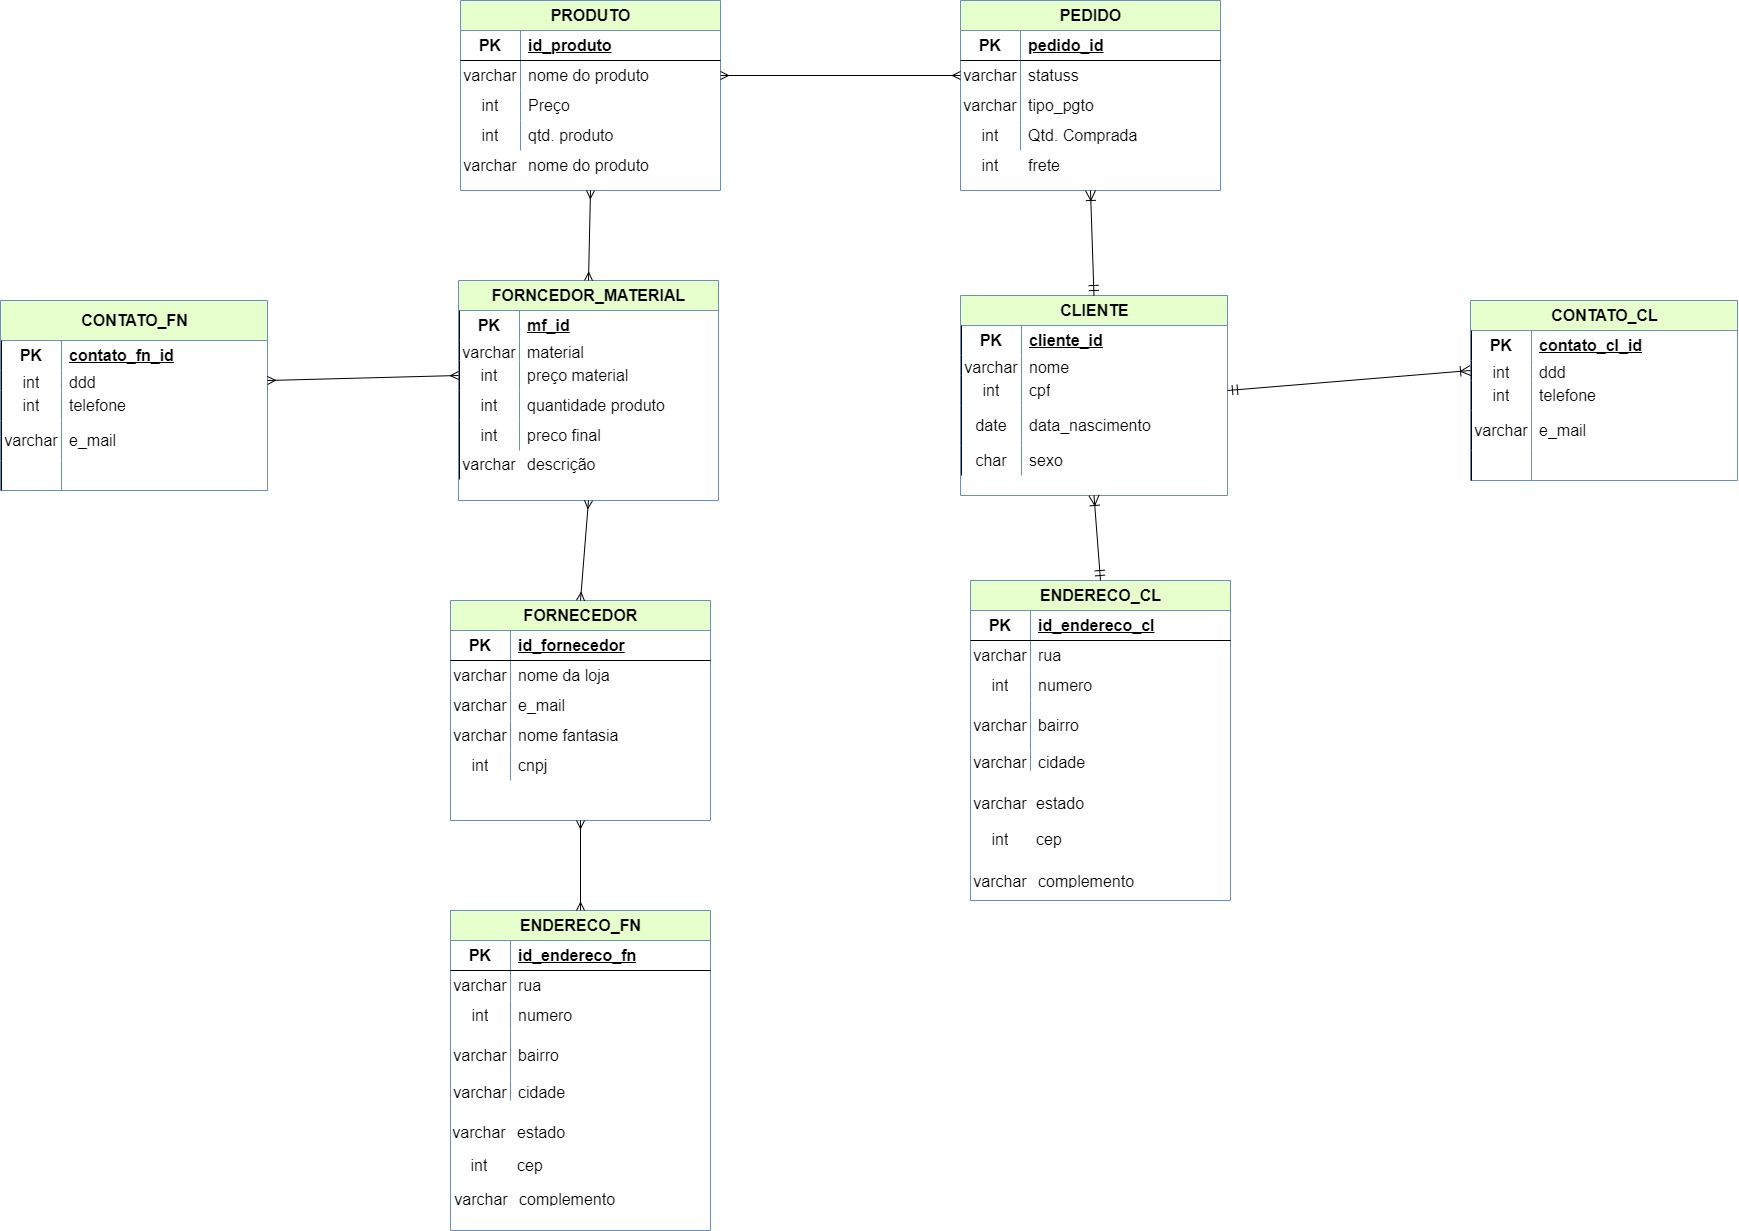 PRODUTO
PK id_produto
varchar nome do produto
int Preço
int qtd. produto
varchar nome do produto
PEDIDO
PK pedido_id
varchar statuss
varchar tipo_pgto
int Qtd. Comprada
int frete
CONTATO_FN
PK contato_fn_id
int ddd
int telefone
varchar e_mail
FORNCEDOR_MATERIAL
PK mf_id
varchar material
int preço material
int quantidade produto
int preco final
varchar descrição
CLIENTE
PK cliente_id
varchar nome
int cpf
date data_nascimento
char sexo
CONTATO_CL
PK contato_cl_id
int ddd
int telefone
varchar e_mail
FORNECEDOR
PK id_fornecedor
varchar nome da loja
varchar e_mail
varchar nome fantasia
int cnpj
ENDERECO_CL
PK id_endereco_cl
varchar rua
int numero
varchar bairro
varchar cidade
varchar estado
int cep
varchar complemento
ENDERECO_FN
PK id_endereco_fn
varchar rua
int numero
varchar bairro
varchar cidade
varchar estado
int cep
varchar complemento